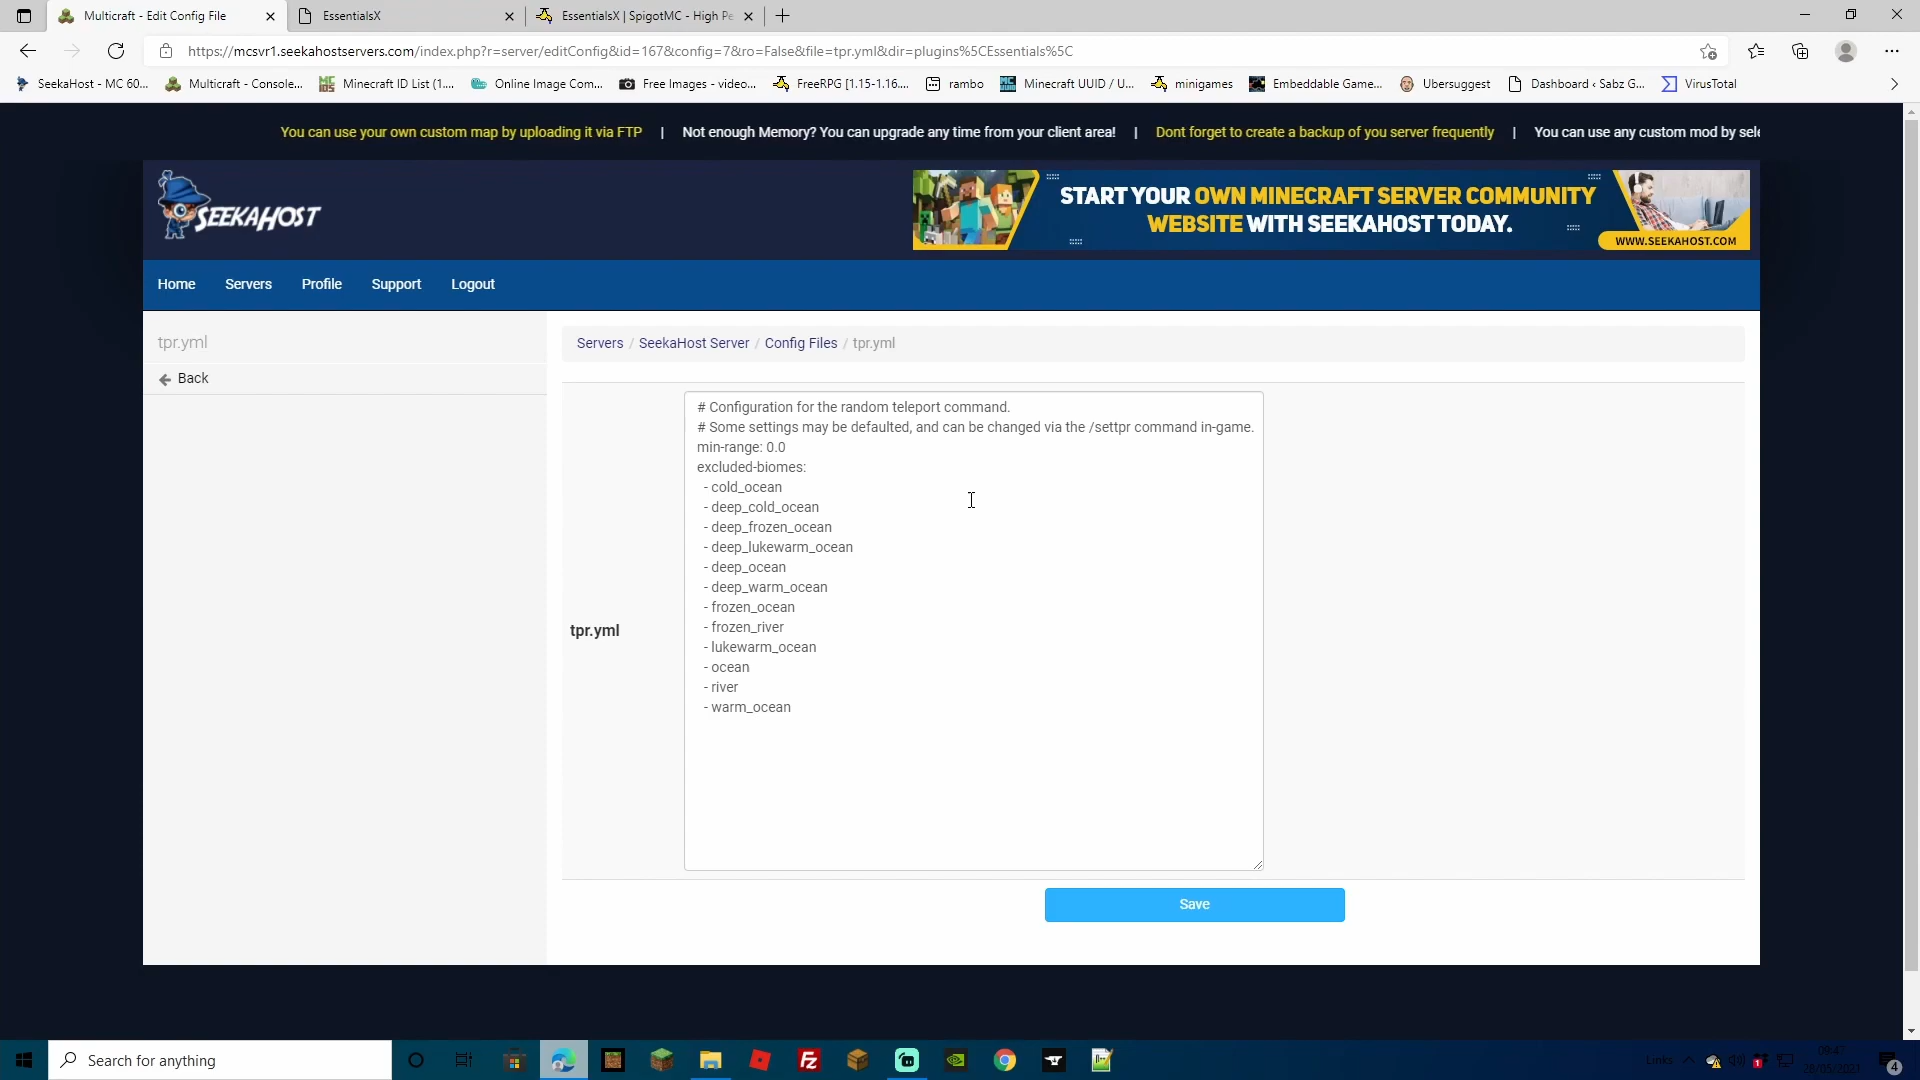 Multicraft - Edit Config File
EssentialsX
EssentialsX | SpigotMC - High Pe
https://mcsvr1.seekahostservers.com/index.php?r=server/editConfig&id=167&config=7&ro=False&file=tpr.yml&dir=plugins%5CEssentials%5C
SeekaHost - MC 60...
Multicraft - Console...
Minecraft ID List (1....
Online Image Com...
Free Images - video...
FreeRPG [1.15-1.16....
rambo
Minecraft UUID / U...
minigames
Embeddable Game...
Ubersuggest
Dashboard ‹ Sabz G...
VirusTotal
You can use your own custom map by uploading it via FTP | Not enough Memory? You can upgrade any time from your client area! | Dont forget to create a backup of you server frequently | You can use any custom mod by sele
SEEKAHOST
START YOUR OWN MINECRAFT SERVER COMMUNITY
WEBSITE WITH SEEKAHOST TODAY.
WWW.SEEKAHOST.COM
Home
Servers
Profile
Support
Logout
tpr.yml
Back
Servers / SeekaHost Server / Config Files / tpr.yml
tpr.yml
# Configuration for the random teleport command.
# Some settings may be defaulted, and can be changed via the /settpr command in-game.
min-range: 0.0
excluded-biomes:
- cold_ocean
- deep_cold_ocean
- deep_frozen_ocean
- deep_lukewarm_ocean
- deep_ocean
- deep_warm_ocean
- frozen_ocean
- frozen_river
- lukewarm_ocean
- ocean
- river
- warm_ocean
Save
Search for anything
Links
09:47
28/05/2021
4